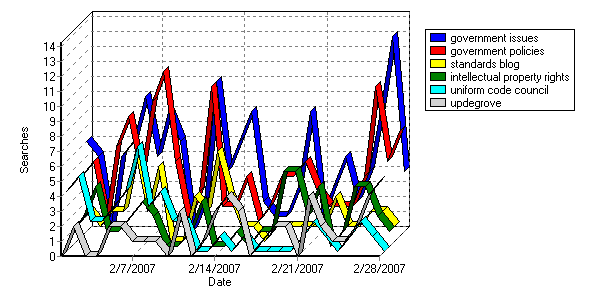 14
13
12
11
10
9
8
7
6
5
4
3
2
1
0
Searches
2/7/2007
2/14/2007
2/21/2007
2/28/2007
Date
government issues
government policies
standards blog
intellectual property rights
uniform code council
updegrove